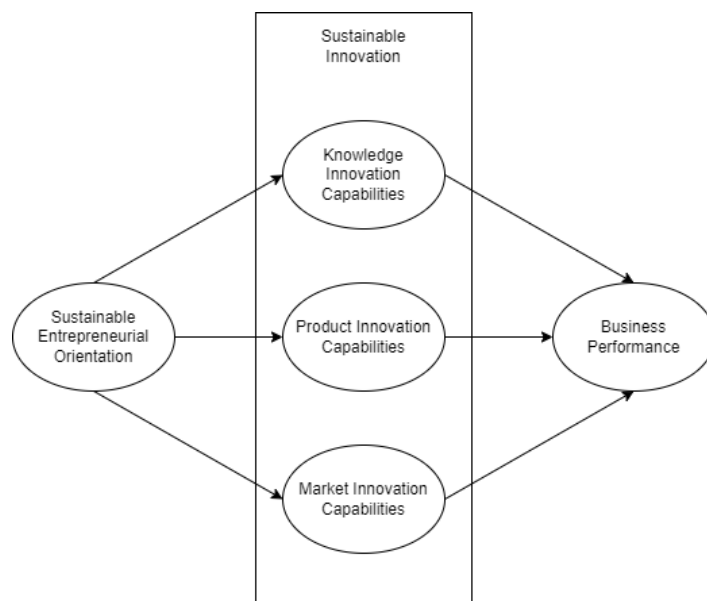 Sustainable
Innovation
Knowledge
Innovation
Capabilities
Sustainable
Entrepreneurial
Orientation
Product Innovation
Capabilities
Business
Performance
Market Innovation
Capabilities